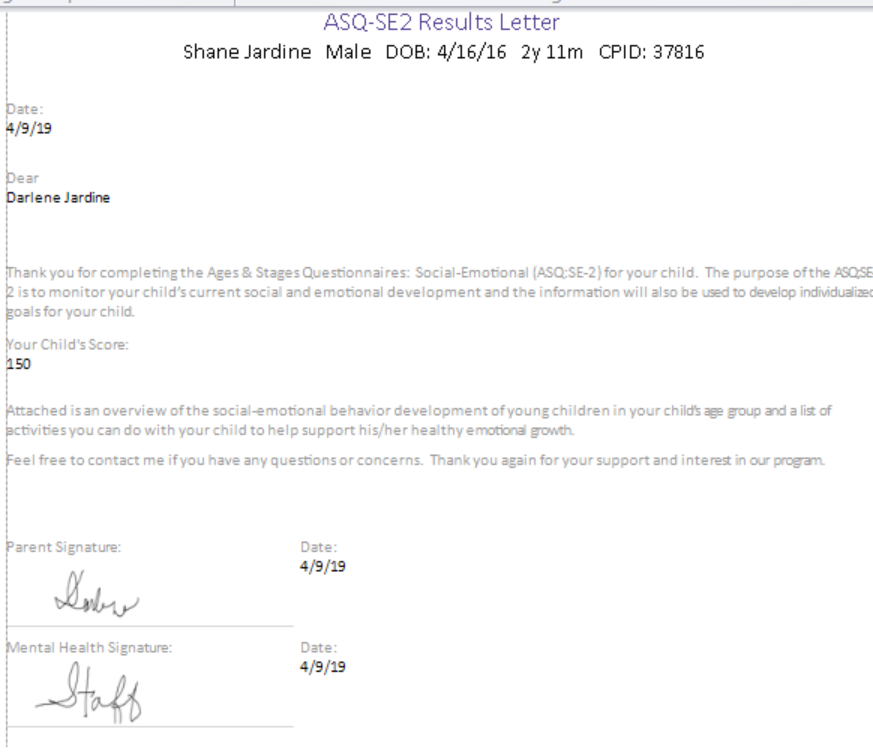 ASQ-SE2 Results Letter
Shane Jardine Male DOB: 4/16/16 2y 11m CPID: 37816
Date:
4/9/19
Dear
Darlene Jardine
Thank you for completing the Ages & Stages Questionnaires: Social-Emotional (ASQ:SE-2) for your child. The purpose of the ASQ:SE
2 is to monitor your child's current social and emotional development and the information will also be used to develop individualized
goals for your child.
Your Child's Score:
150
Attached is an overview of the social-emotional behavior development of young children in your child's age group and a list of
activities you can do with your child to help support his/her healthy emotional growth.
Feel free to contact me if you have any questions or concerns. Thank you again for your support and interest in our program.
Parent Signature: Date:
4/9/19
Mental Health Signature: Date:
4/9/19
Staff